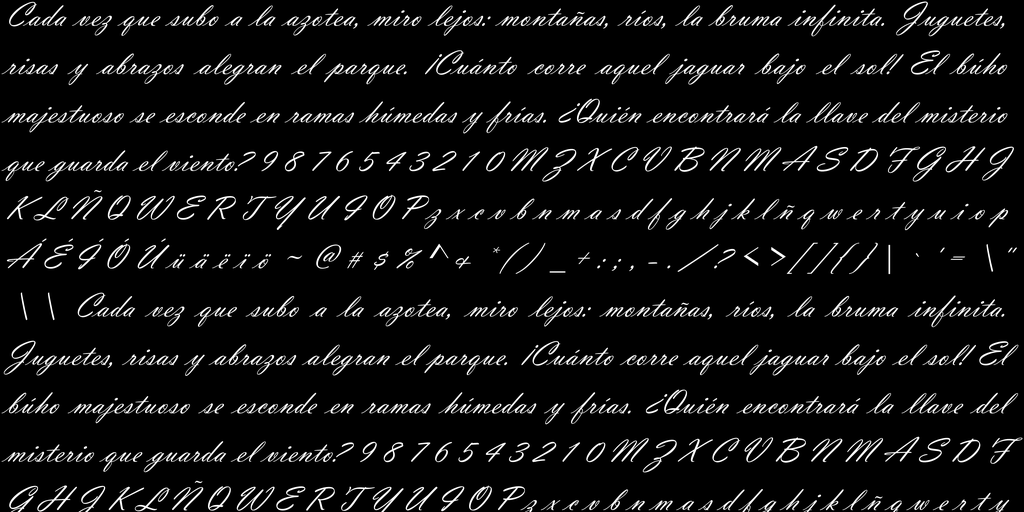 Cada vez que subo a la azotea, miro lejos: montañas, ríos, la bruma infinita. Juguetes,
risas y abrazos alegran el parque. ¡Cuánto corre aquel jaguar bajo el sol! El búho
majestuoso se esconde en ramas húmedas y frías. ¿Quién encontrará la llave del misterio
que guarda el viento? 9 8 7 6 5 4 3 2 1 0 M Z X C V B N M A S D F G H J
K L Ñ Q W E R T Y U I O P z x c v b n m a s d f g h j k l ñ q w e r t y u i o p
Á É Í Ó Ú ü ä ë ï ö ~ @ # $ % ^ & * ( ) _ + : ; , - . / ? < > [ ] { } | ` ´ = \ "
\ \ Cada vez que subo a la azotea, miro lejos: montañas, ríos, la bruma infinita.
Juguetes, risas y abrazos alegran el parque. ¡Cuánto corre aquel jaguar bajo el sol! El
búho majestuoso se esconde en ramas húmedas y frías. ¿Quién encontrará la llave del
misterio que guarda el viento? 9 8 7 6 5 4 3 2 1 0 M Z X C V B N M A S D F
G H J K L Ñ Q W E R T Y U I O P z x c v b n m a s d f g h j k l ñ q w e r t y